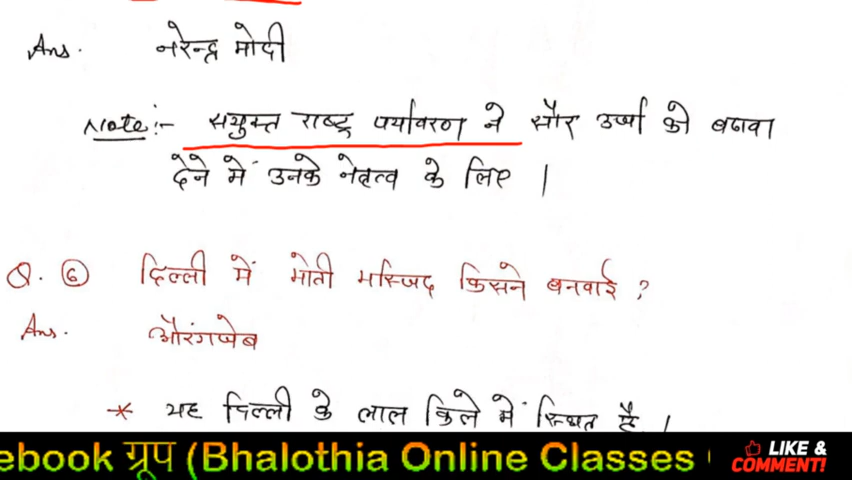 Ans. नरेन्द्र मोदी
Note:- सयुक्त राष्ट्र पर्यावरण ने सौर उर्जा को बढावा
देने में उनके नेतृत्व के लिए |
Q. 6 दिल्ली में मोती मस्जिद किसने बनवाई ?
Ans. औरंगजेब
* यह दिल्ली के लाल किले में स्थित है |
ebook ग्रूप (Bhalothia Online Classes
LIKE &
COMMENT!